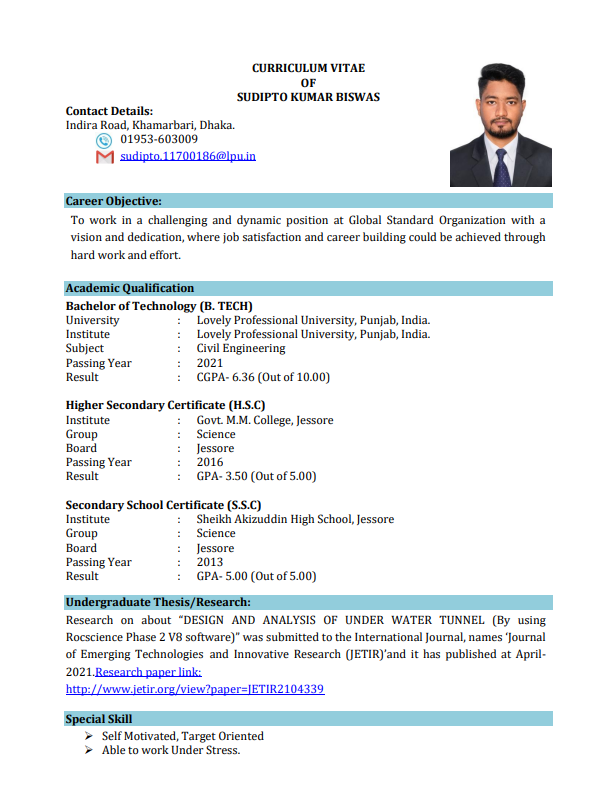 CURRICULUM VITAE
OF
SUDIPTO KUMAR BISWAS
Contact Details:
Indira Road, Khamarbari, Dhaka.
01953-603009
sudipto.11700186@lpu.in
Career Objective:
To work in a challenging and dynamic position at Global Standard Organization with a
vision and dedication, where job satisfaction and career building could be achieved through
hard work and effort.
Academic Qualification
Bachelor of Technology (B. TECH)
University : Lovely Professional University, Punjab, India.
Institute : Lovely Professional University, Punjab, India.
Subject : Civil Engineering
Passing Year : 2021
Result : CGPA- 6.36 (Out of 10.00)
Higher Secondary Certificate (H.S.C)
Institute : Govt. M.M. College, Jessore
Group : Science
Board : Jessore
Passing Year : 2016
Result : GPA- 3.50 (Out of 5.00)
Secondary School Certificate (S.S.C)
Institute : Sheikh Akizuddin High School, Jessore
Group : Science
Board : Jessore
Passing Year : 2013
Result : GPA- 5.00 (Out of 5.00)
Undergraduate Thesis/Research:
Research on about “DESIGN AND ANALYSIS OF UNDER WATER TUNNEL (By using
Rocscience Phase 2 V8 software)” was submitted to the International Journal, names ‘Journal
of Emerging Technologies and Innovative Research (JETIR)’and it has published at April-
2021.Research paper link:
http://www.jetir.org/view?paper=JETIR2104339
Special Skill
➢ Self Motivated, Target Oriented
➢ Able to work Under Stress.